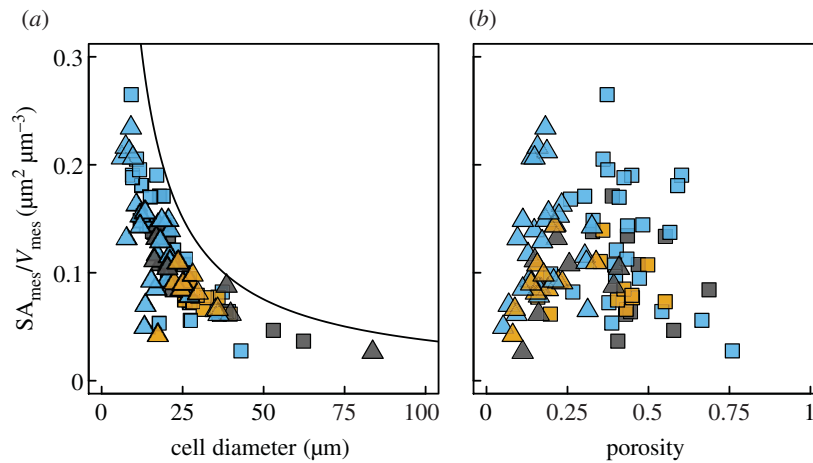 (a)
(b)
0.3
0.2
0.1
0
SAmes/Vmes (μm² μm⁻³)
0 25 50 75 100
0 0.25 0.50 0.75 1
cell diameter (μm)
porosity